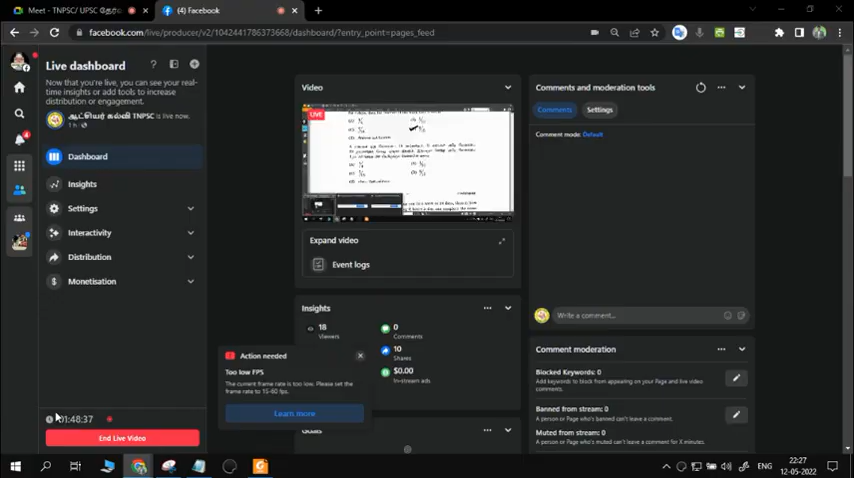 Meet - TNPSC/ UPSC தேர்வ
(4) Facebook
facebook.com/live/producer/v2/1042441786373668/dashboard/?entry_point=pages_feed
Live dashboard
Now that you're live, you can see your real-
time insights or add tools to increase
distribution or engagement.
ஆட்சியர் கல்வி TNPSC is live now.
1 h
Dashboard
Insights
Settings
Interactivity
Distribution
Monetisation
01:48:37
End Live Video
Video
LIVE
Expand video
Event logs
Insights
18
Viewers
0
Comments
10
Shares
$0.00
In-stream ads
Goals
Action needed
Too low FPS
The current frame rate is too low. Please set the
frame rate to 15-60 fps.
Learn more
Comments and moderation tools
Comments
Settings
Comment mode: Default
Write a comment...
Comment moderation
Blocked Keywords: 0
Add keywords to block from appearing on your Page and live video
comments.
Banned from stream: 0
A person or Page who's banned can't leave a comment.
Muted from stream: 0
A person or Page who's muted can't leave a comment for X minutes.
ENG
22:27
12-05-2022